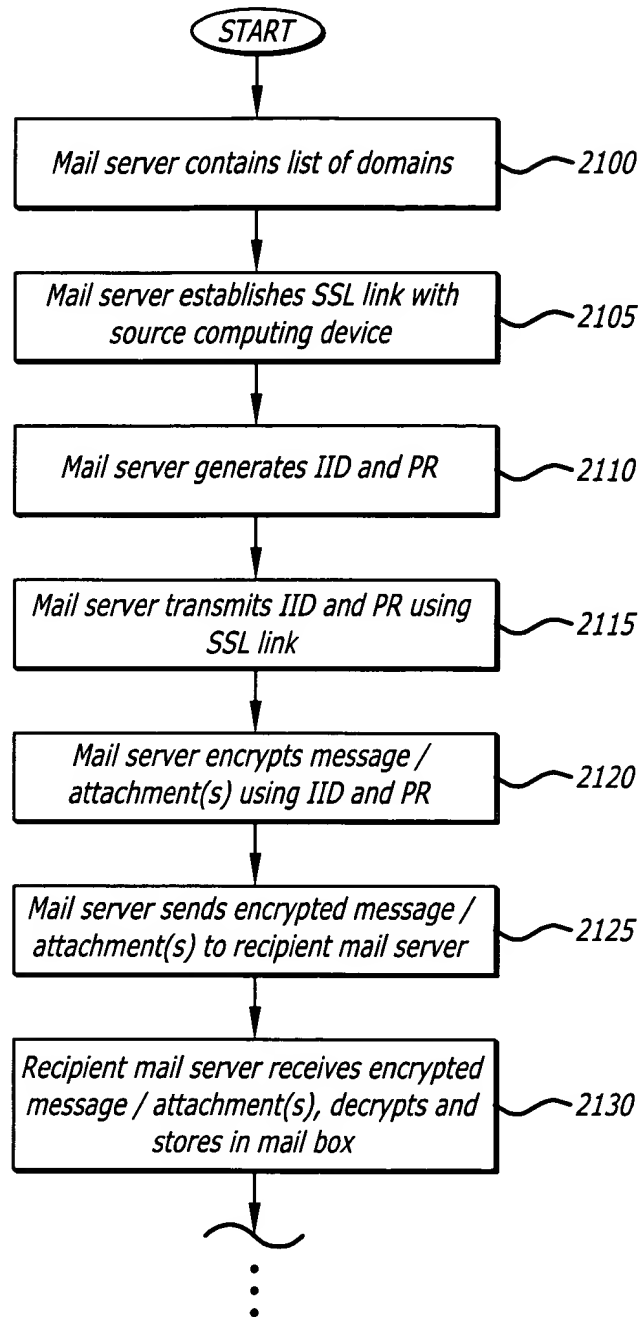 START
Mail server contains list of domains
2100
Mail server establishes SSL link with
source computing device
2105
Mail server generates IID and PR
2110
Mail server transmits IID and PR using
SSL link
2115
Mail server encrypts message /
attachment(s) using IID and PR
2120
Mail server sends encrypted message /
attachment(s) to recipient mail server
2125
Recipient mail server receives encrypted
message / attachment(s), decrypts and
stores in mail box
2130